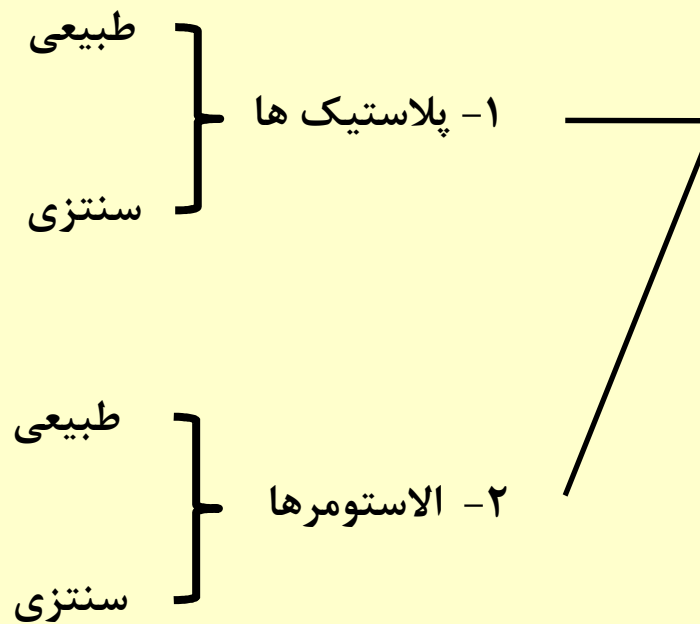 ۱- پلاستیک ها
طبیعی
سنتزی
۲- الاستومرها
طبیعی
سنتزی